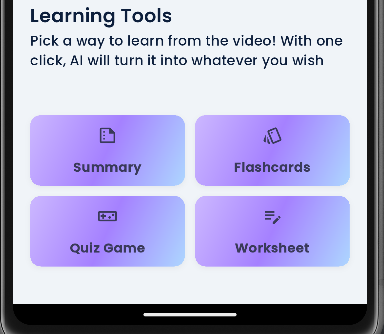 Learning Tools
Pick a way to learn from the video! With one
click, AI will turn it into whatever you wish
Summary
Flashcards
Quiz Game
Worksheet